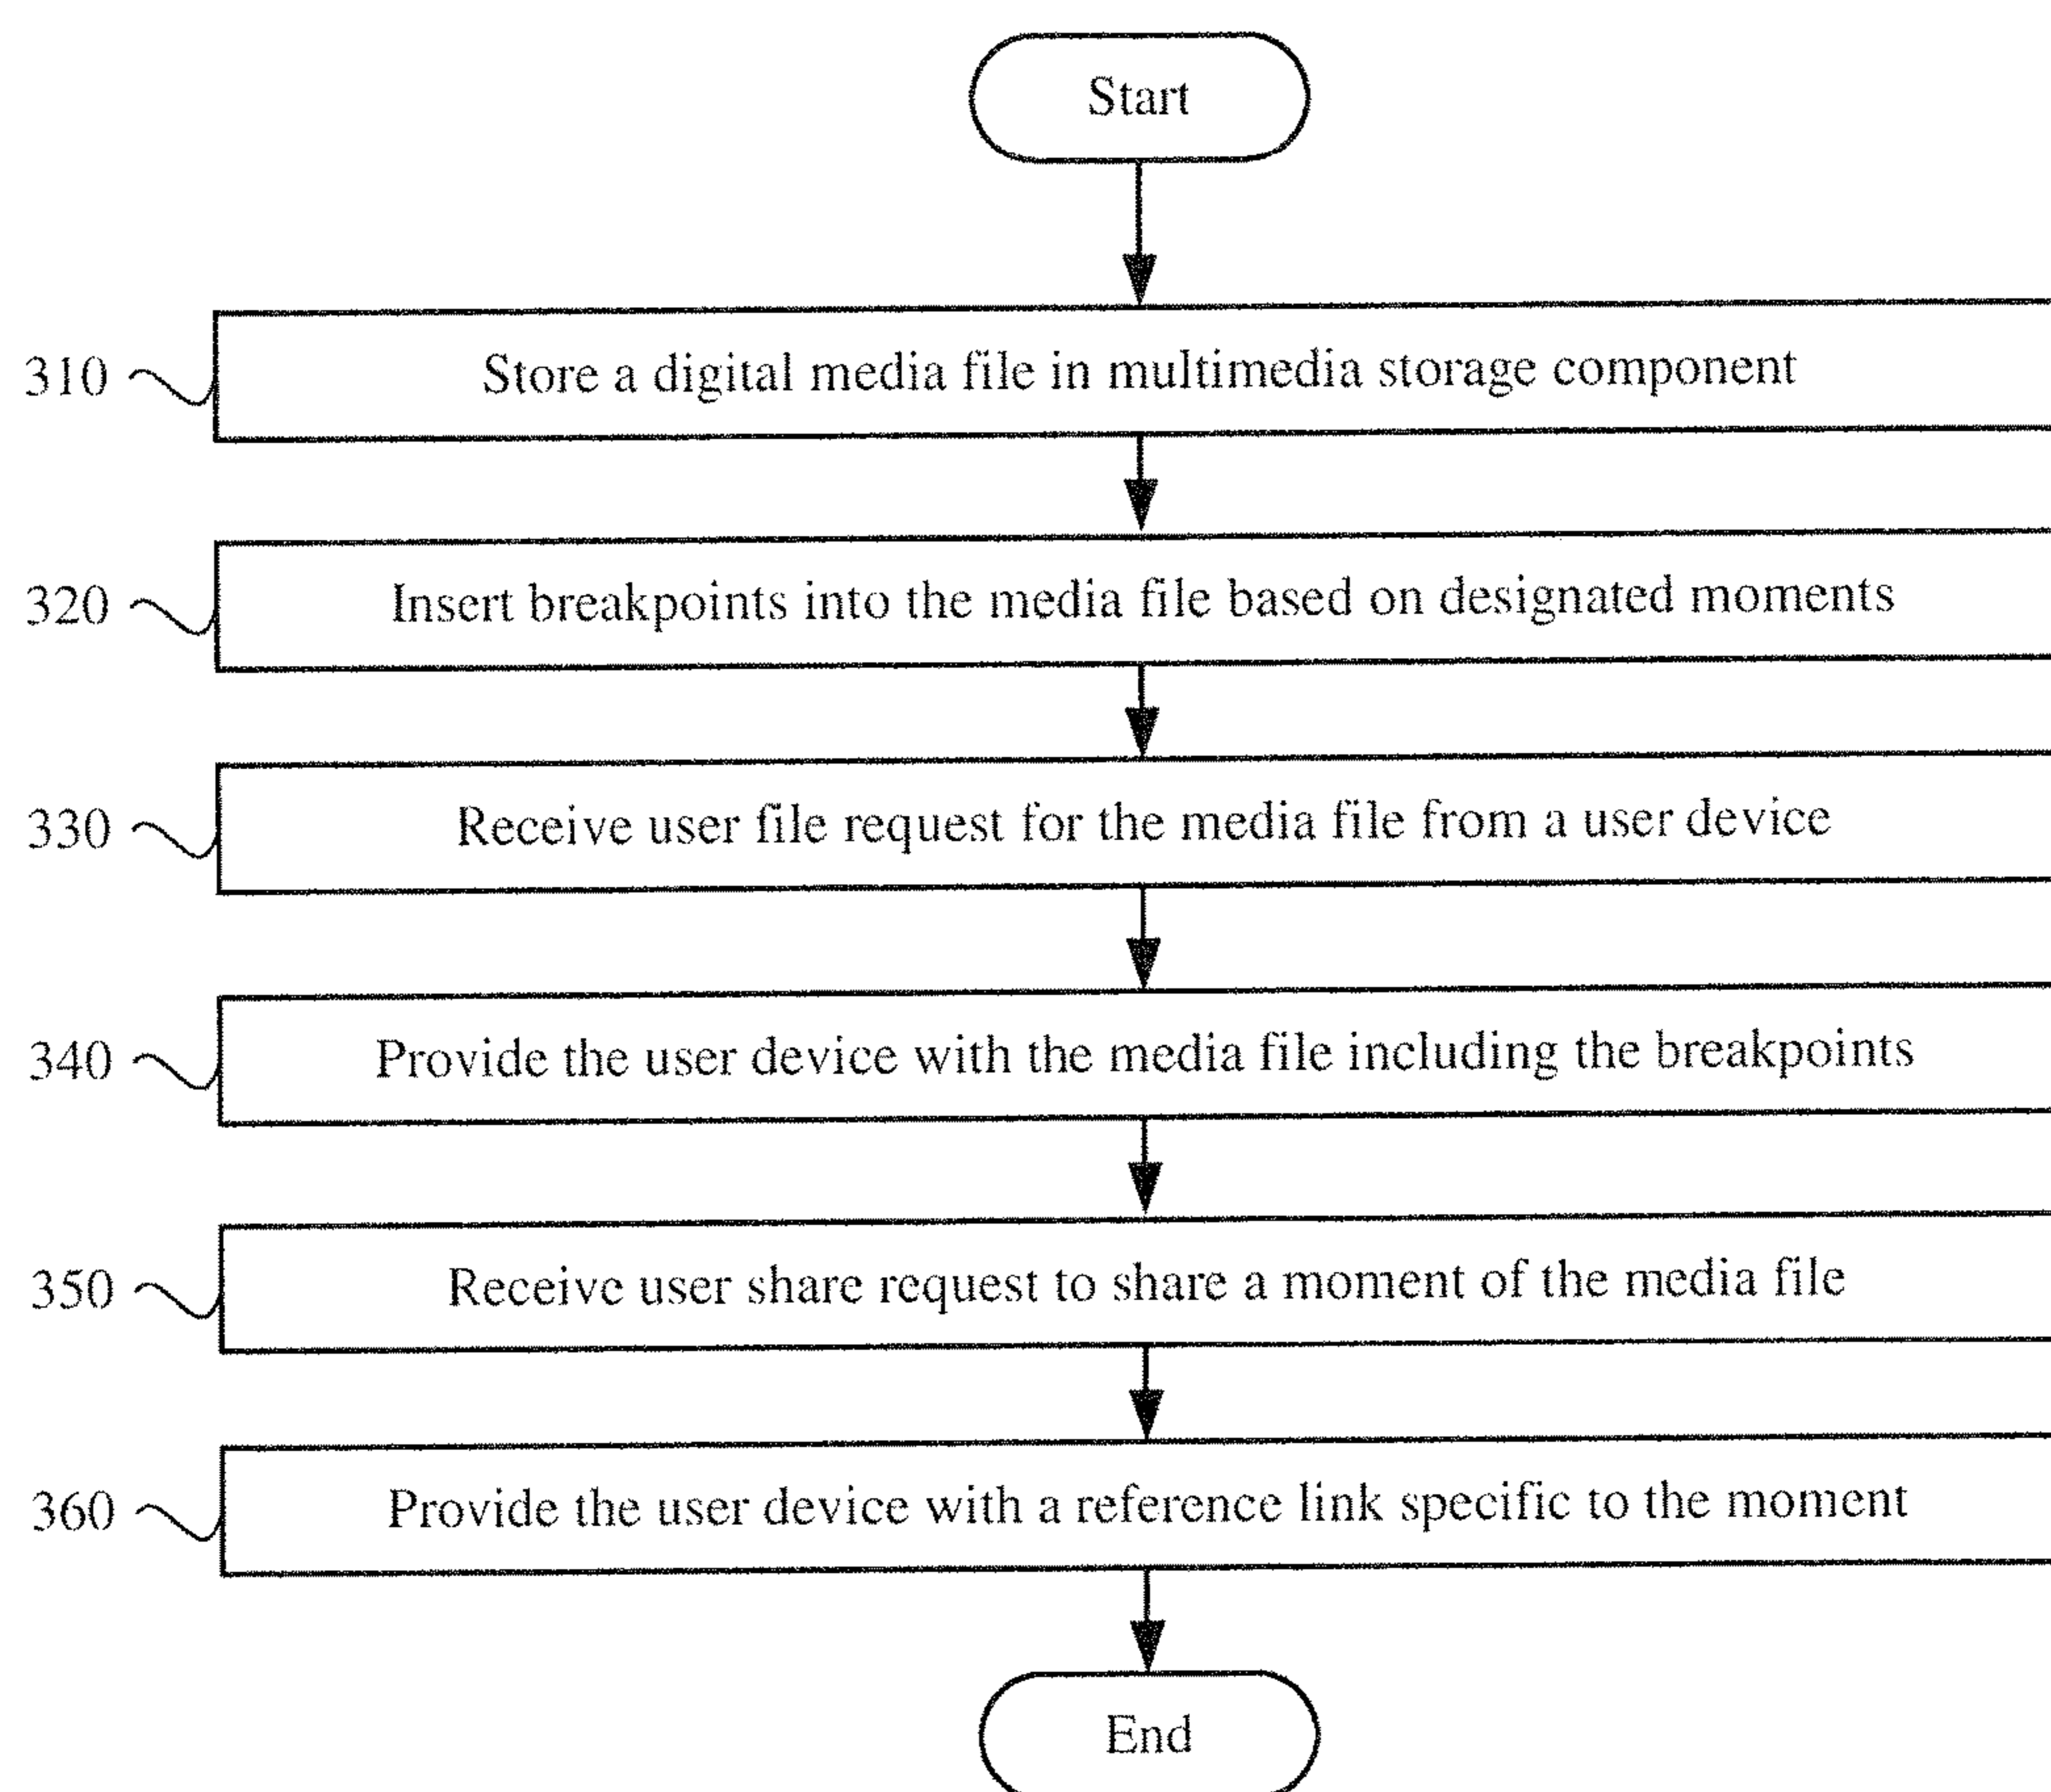 Start
310 Store a digital media file in multimedia storage component
320 Insert breakpoints into the media file based on designated moments
330 Receive user file request for the media file from a user device
340 Provide the user device with the media file including the breakpoints
350 Receive user share request to share a moment of the media file
360 Provide the user device with a reference link specific to the moment
End